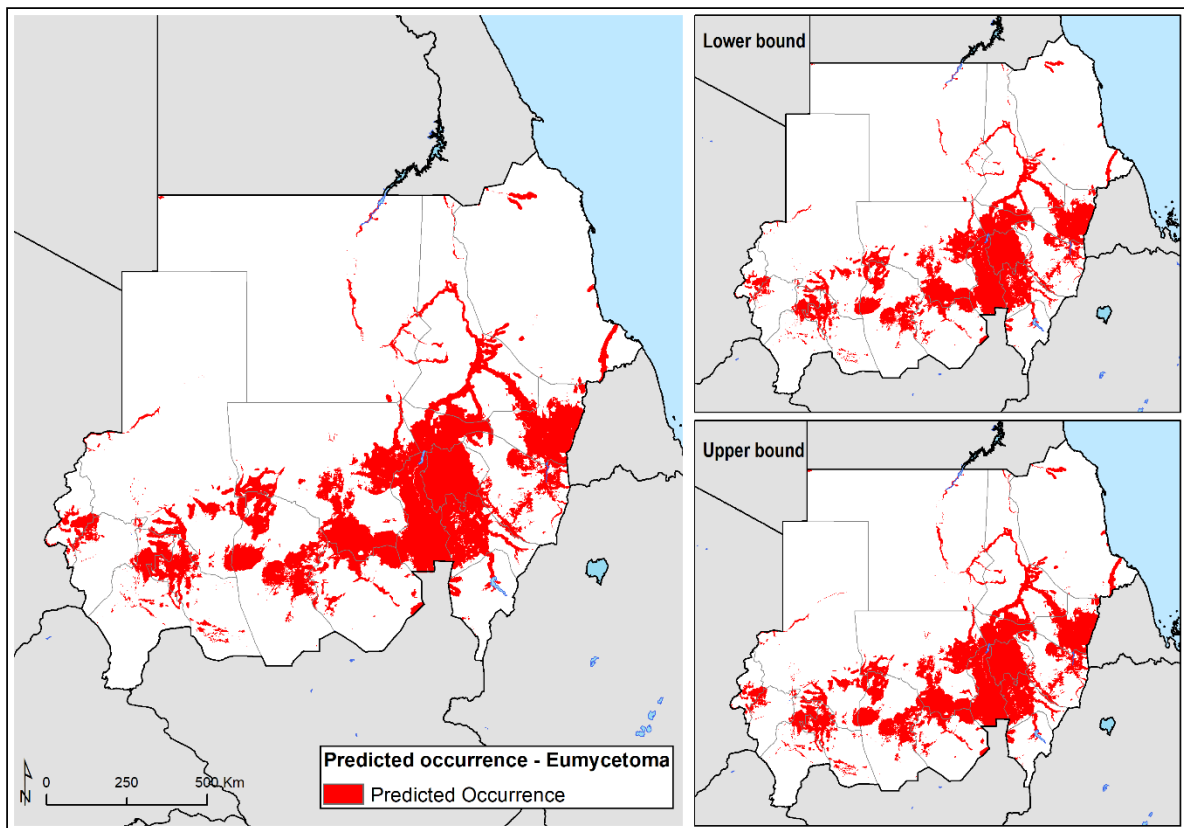 Lower bound
Upper bound
Predicted occurrence - Eumycetoma
Predicted Occurrence
N
0 250 500 Km